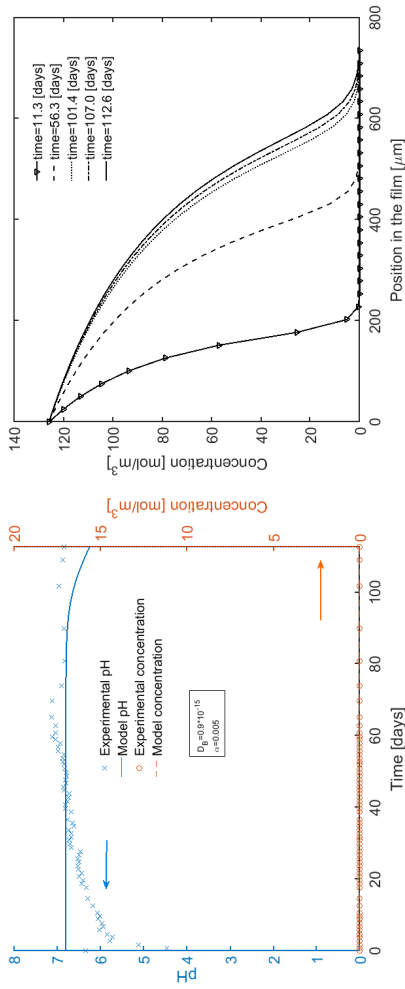 8
7
6
5
4
3
2
1
0
pH
20
15
10
5
0
Concentration [mol/m³]
0
20
40
60
80
100
Time [days]
Experimental pH
Model pH
Experimental concentration
Model concentration
D_B=0.9*10^-15
α=0.005
140
120
100
80
60
40
20
0
Concentration [mol/m³]
0
200
400
600
800
Position in the film [μm]
time=11.3 [days]
time=56.3 [days]
time=101.4 [days]
time=107.0 [days]
time=112.6 [days]